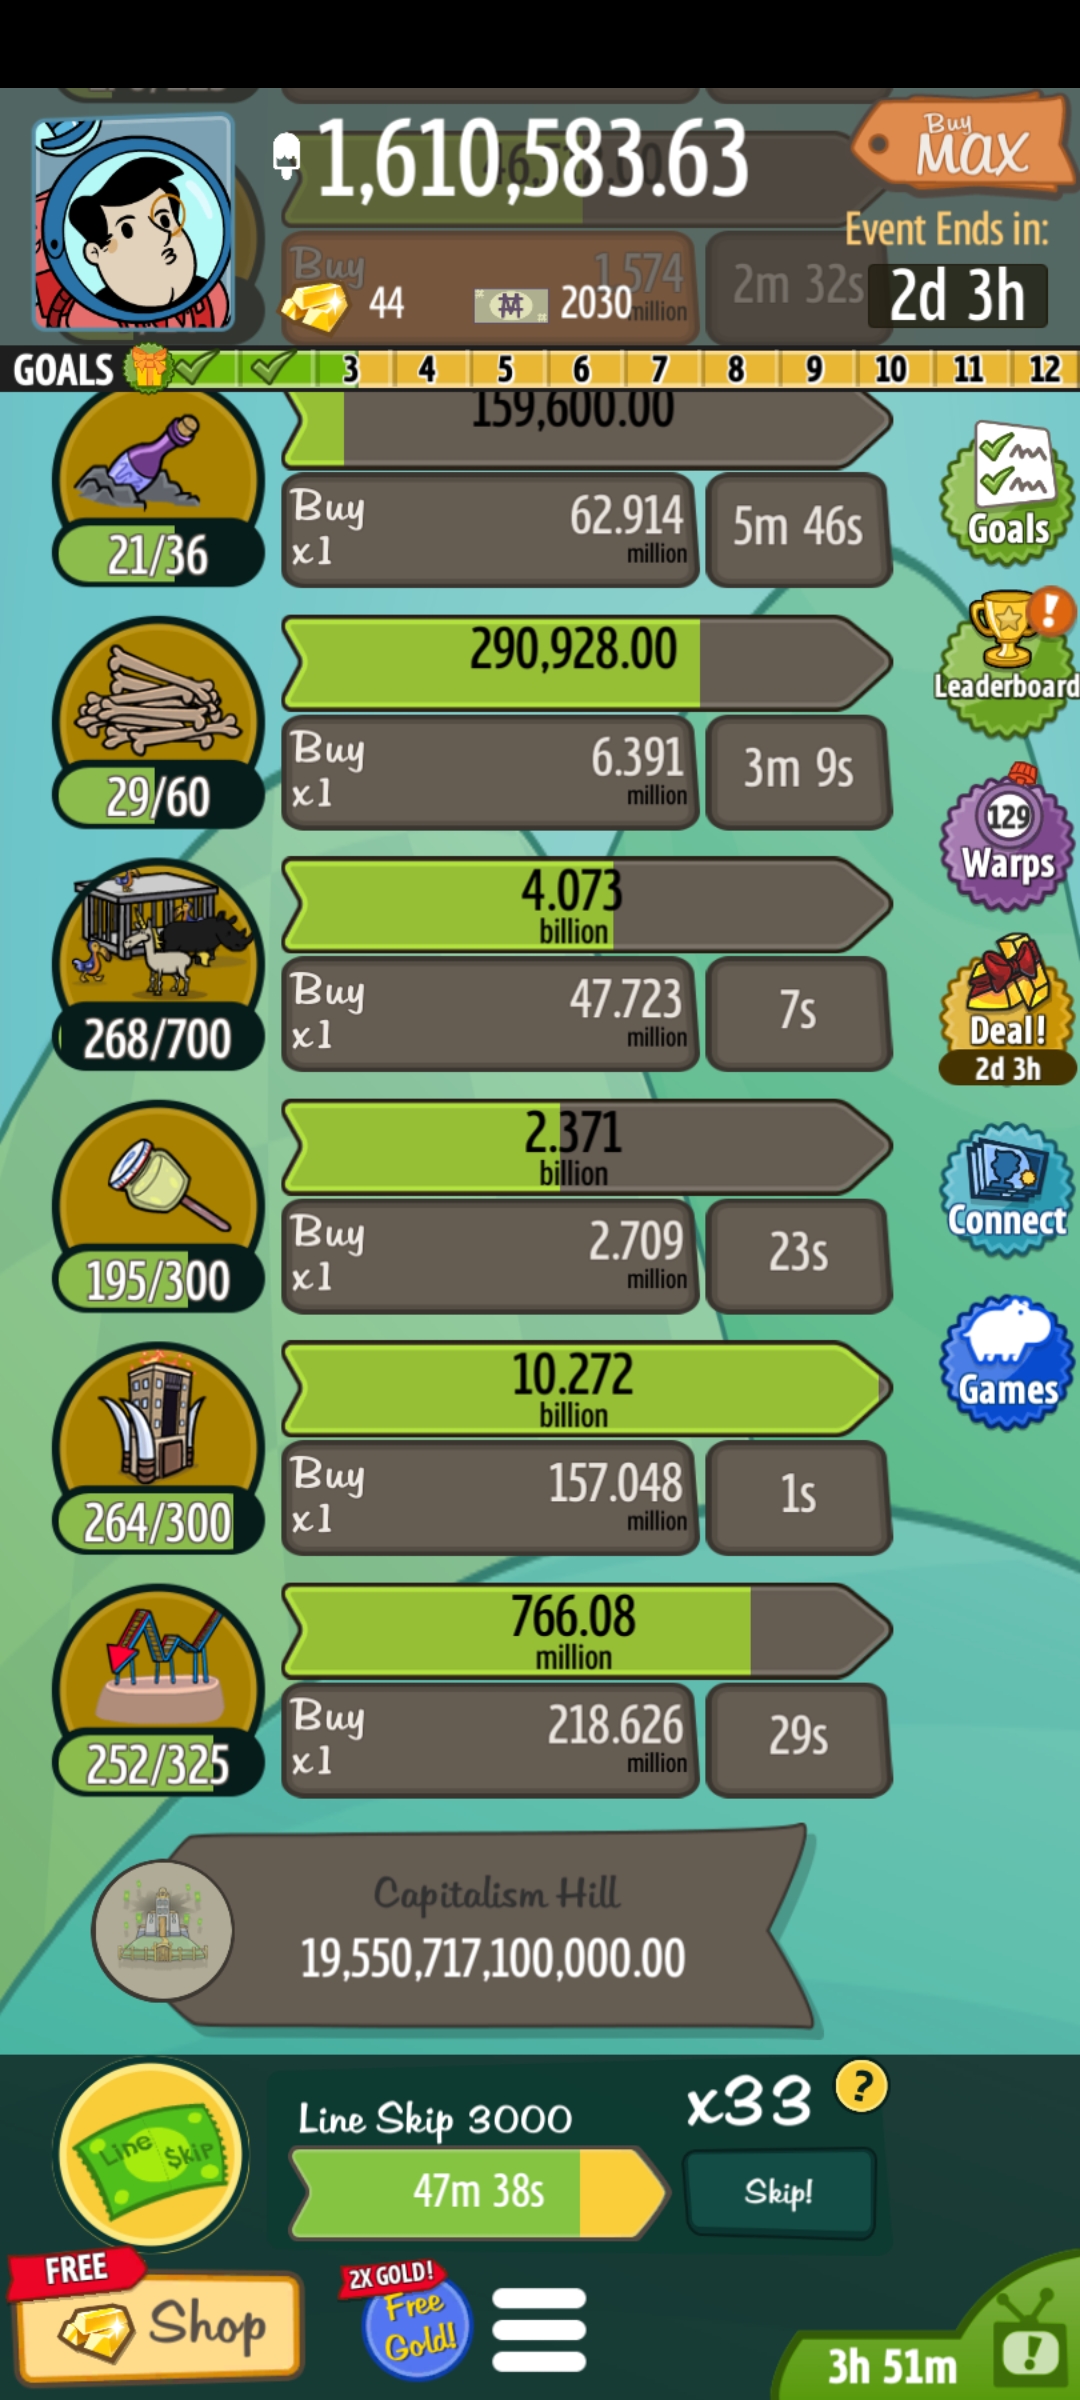 1,610,583.63
Buy
MAX
Event Ends in:
2d 3h
44
2030
Buy
1.574
million
2m 32s
GOALS
3
4
5
6
7
8
9
10
11
12
159,600.00
21/36
Buy
x1
62.914
million
5m 46s
Goals
290,928.00
29/60
Buy
x1
6.391
million
3m 9s
!
Leaderboard
4.073
billion
268/700
Buy
x1
47.723
million
7s
129
Warps
Deal!
2d 3h
2.371
billion
195/300
Buy
x1
2.709
million
23s
Connect
10.272
billion
264/300
Buy
x1
157.048
million
1s
Games
766.08
million
252/325
Buy
x1
218.626
million
29s
Capitalism Hill
19,550,717,100,000.00
Line $kip
Line Skip 3000
47m 38s
x33
?
Skip!
FREE
Shop
2X GOLD!
Free
Gold!
3h 51m
!